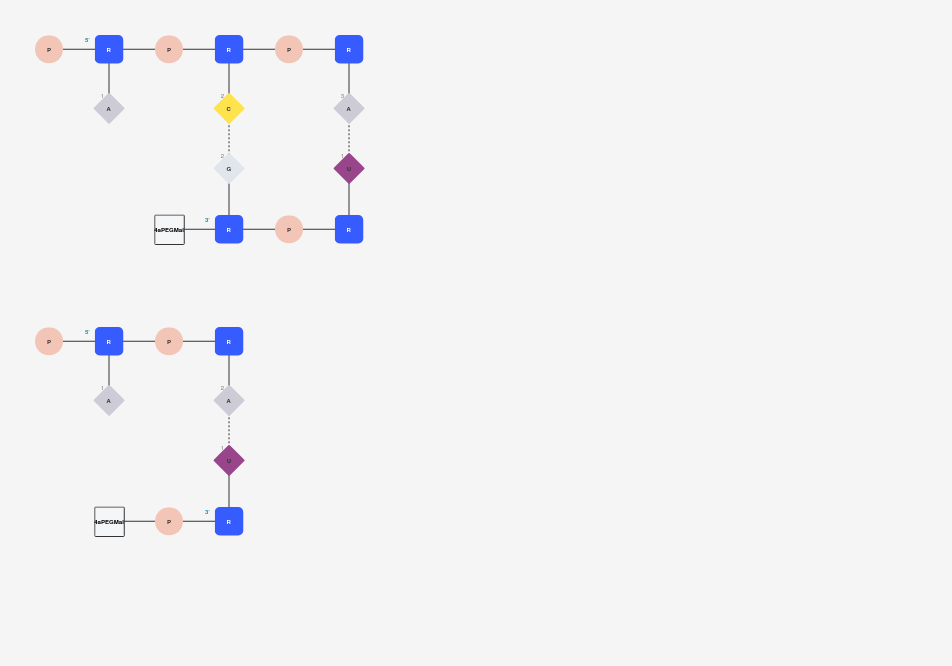 5'
P R P R P R
1 2 3
A C A
2 1
G U
3'
4aPEGMal R P R
5'
P R P R
1 2
A A
1
U
3'
4aPEGMal P R